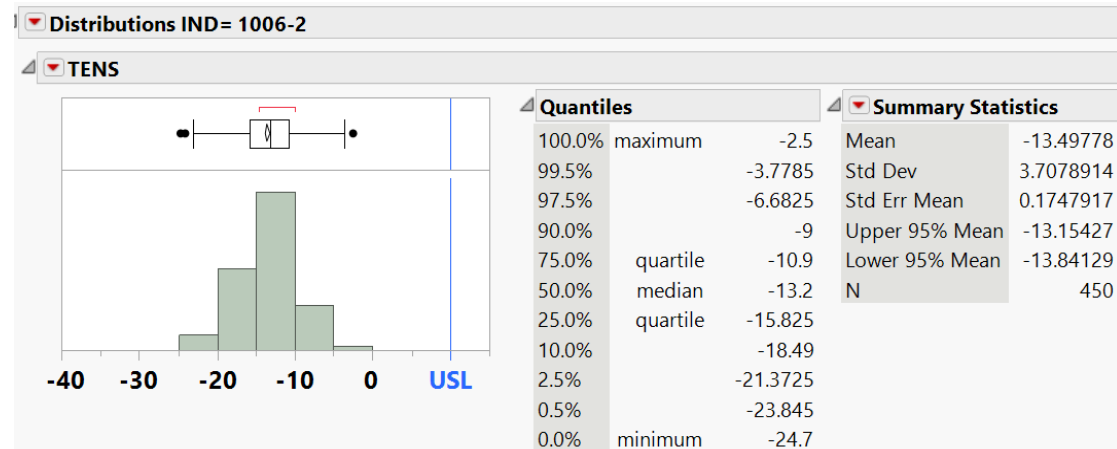 Distributions IND= 1006-2
TENS
-40 -30 -20 -10 0 USL
Quantiles
100.0% maximum -2.5
99.5% -3.7785
97.5% -6.6825
90.0% -9
75.0% quartile -10.9
50.0% median -13.2
25.0% quartile -15.825
10.0% -18.49
2.5% -21.3725
0.5% -23.845
0.0% minimum -24.7
Summary Statistics
Mean -13.49778
Std Dev 3.7078914
Std Err Mean 0.1747917
Upper 95% Mean -13.15427
Lower 95% Mean -13.84129
N 450